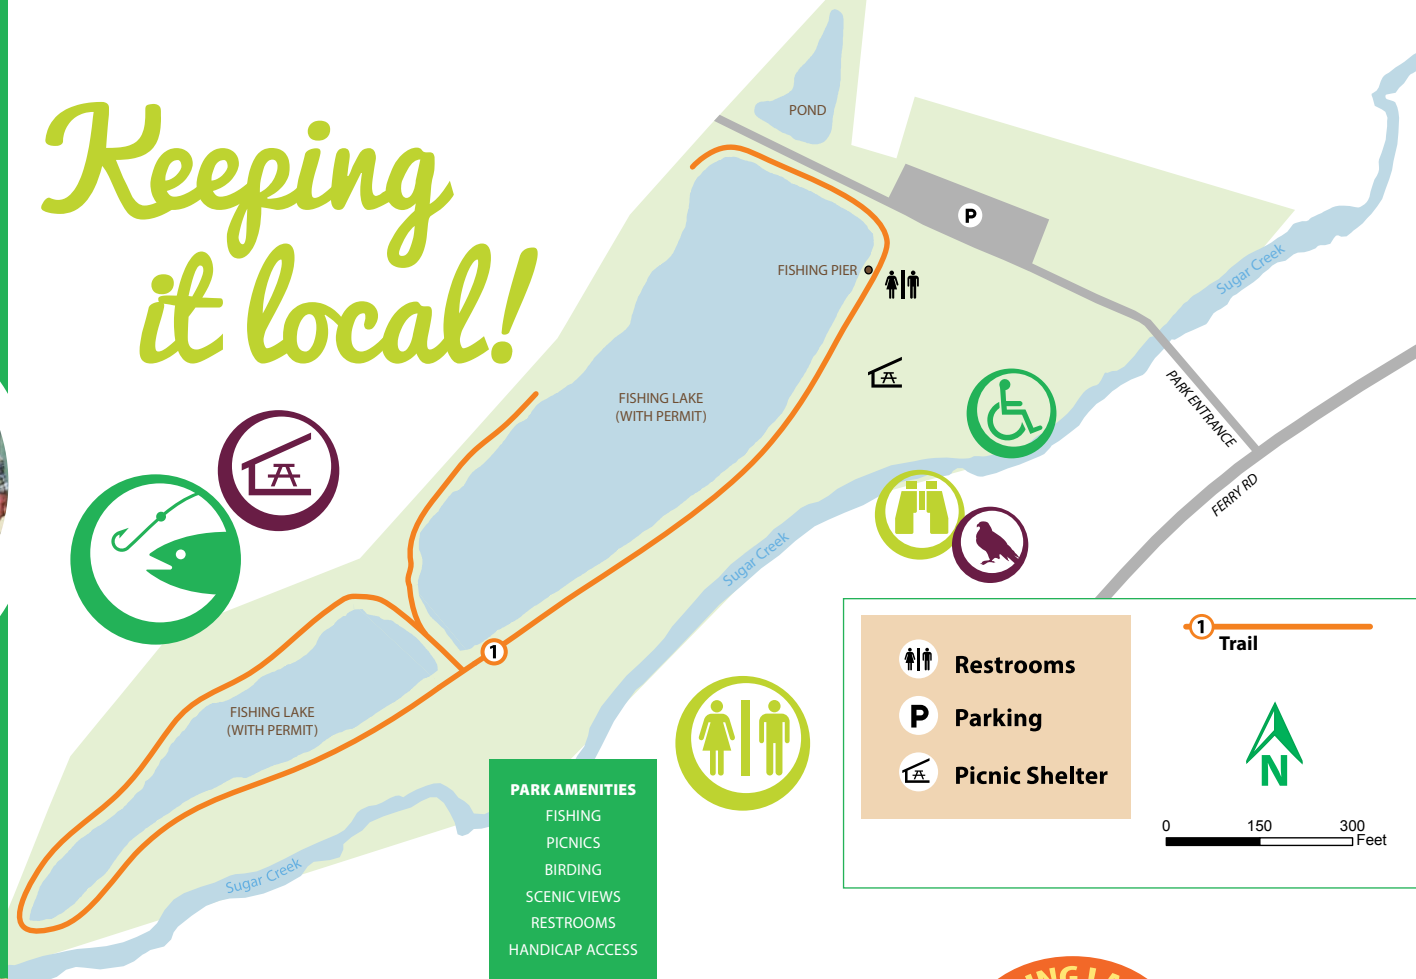 Keeping
it local!
POND
P
Sugar Creek
FISHING PIER
PARK ENTRANCE
FISHING LAKE
(WITH PERMIT)
FERRY RD
Sugar Creek
1
FISHING LAKE
(WITH PERMIT)
Sugar Creek
PARK AMENITIES
FISHING
PICNICS
BIRDING
SCENIC VIEWS
RESTROOMS
HANDICAP ACCESS
Restrooms
P Parking
Picnic Shelter
1
Trail
N
0 150 300
Feet